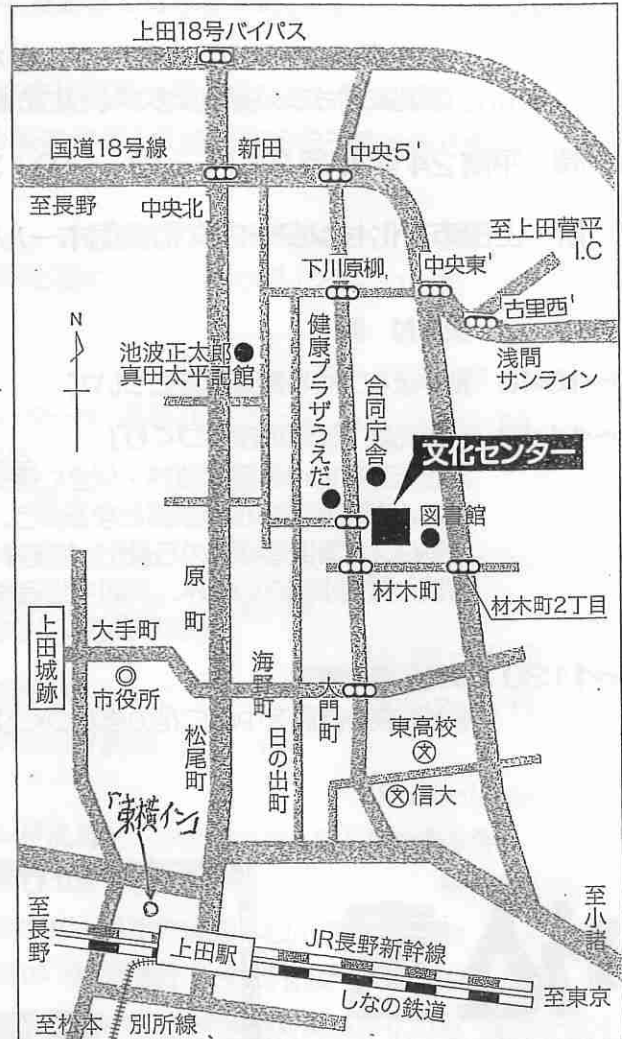 上田18号バイパス
国道18号線
新田
中央5
至長野
中央北
至上田菅平
I.C
下川原柳
中央東
古里西
浅間
サンライン
N
池波正太郎
真田太平記館
健康プラザうえだ
合同庁舎
文化センター
図書館
材木町
材木町2丁目
原町
上田城跡
大手町
市役所
海野町
大門町
日の出町
松尾町
東高校
文
文
信大
「東横イン」
至長野
上田駅
JR長野新幹線
しなの鉄道
至小諸
至東京
至松本
別所線